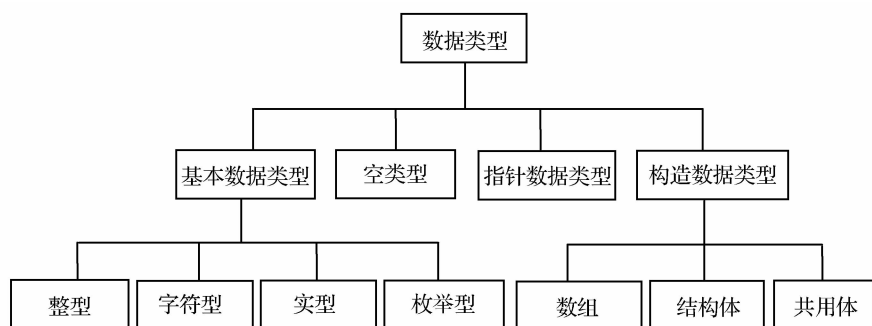 数据类型
基本数据类型
空类型
指针数据类型
构造数据类型
整型
字符型
实型
枚举型
数组
结构体
共用体